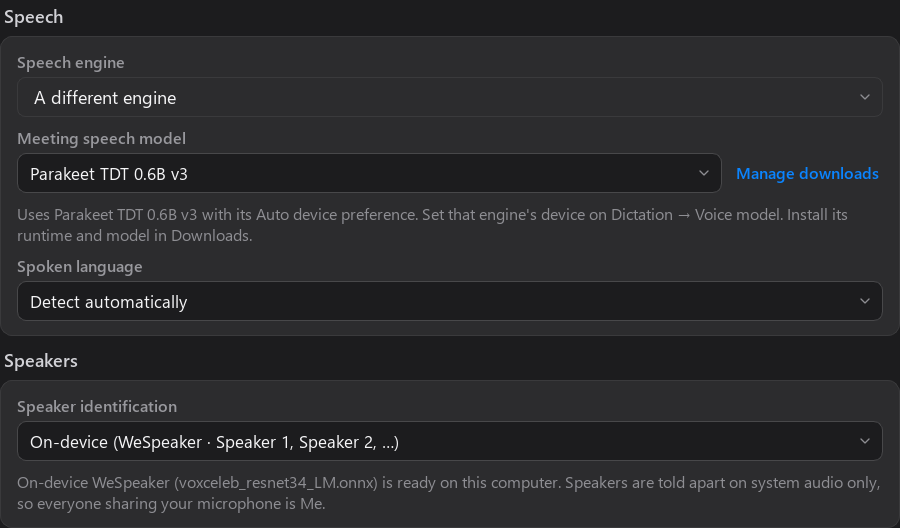 Speech
Speech engine
A different engine
Meeting speech model
Parakeet TDT 0.6B v3
Manage downloads
Uses Parakeet TDT 0.6B v3 with its Auto device preference. Set that engine's device on Dictation → Voice model. Install its
runtime and model in Downloads.
Spoken language
Detect automatically
Speakers
Speaker identification
On-device (WeSpeaker · Speaker 1, Speaker 2, ...)
On-device WeSpeaker (voxceleb_resnet34_LM.onnx) is ready on this computer. Speakers are told apart on system audio only,
so everyone sharing your microphone is Me.